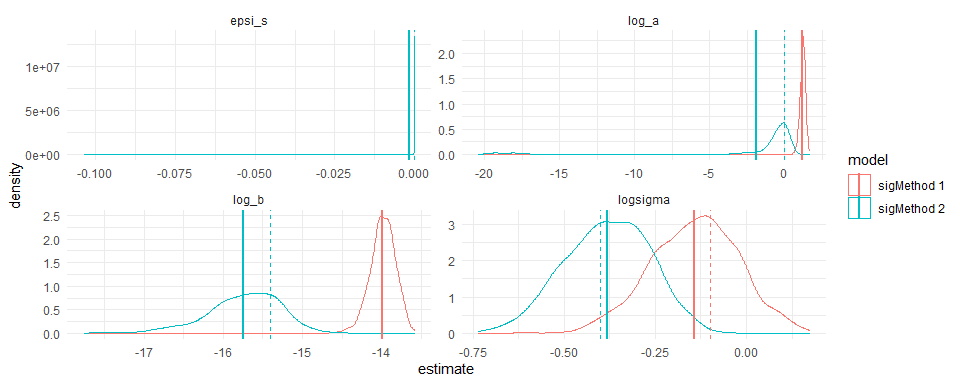 epsi_s
log_a
1e+07
5e+06
0e+00
-0.100
-0.075
-0.050
-0.025
0.000
2.0
1.5
1.0
0.5
0.0
-20
-15
-10
-5
0
density
log_b
logsigma
2.5
2.0
1.5
1.0
0.5
0.0
-17
-16
-15
-14
3
2
1
0
-0.75
-0.50
-0.25
0.00
estimate
model
sigMethod 1
sigMethod 2